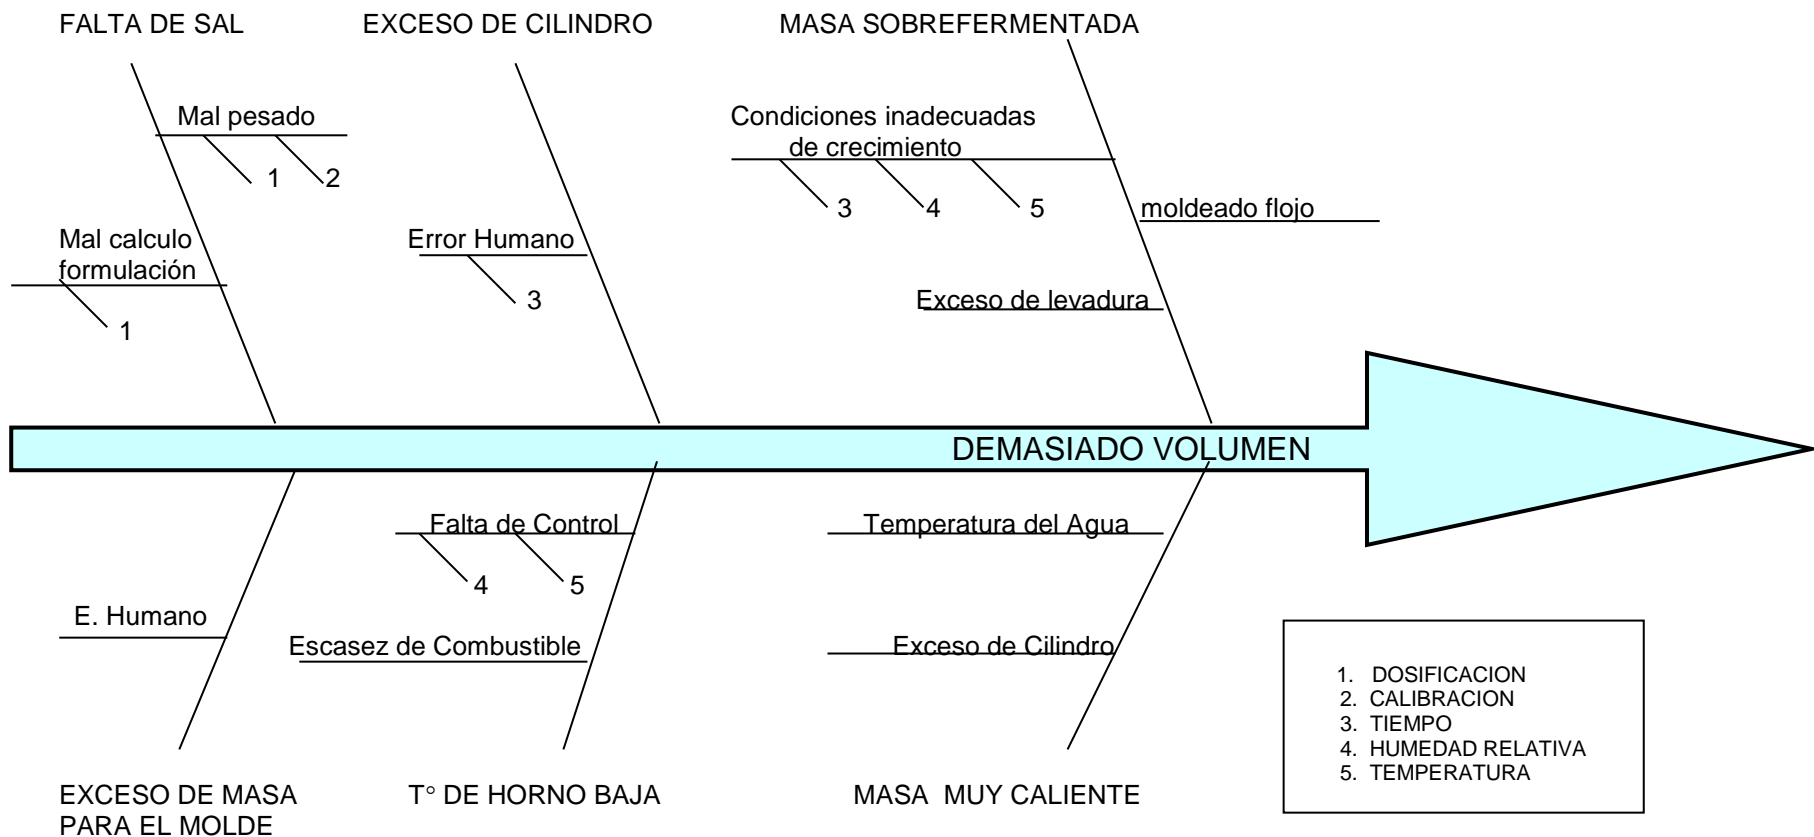 FALTA DE SAL
EXCESO DE CILINDRO
MASA SOBREFERMENTADA
Mal pesado
1 2
Mal calculo
formulación
1
Error Humano
3
Condiciones inadecuadas
de crecimiento
3 4 5
moldeado flojo
Exceso de levadura
DEMASIADO VOLUMEN
E. Humano
Falta de Control
4 5
Escasez de Combustible
Temperatura del Agua
Exceso de Cilindro
EXCESO DE MASA
PARA EL MOLDE
T° DE HORNO BAJA
MASA MUY CALIENTE
1. DOSIFICACION
2. CALIBRACION
3. TIEMPO
4. HUMEDAD RELATIVA
5. TEMPERATURA